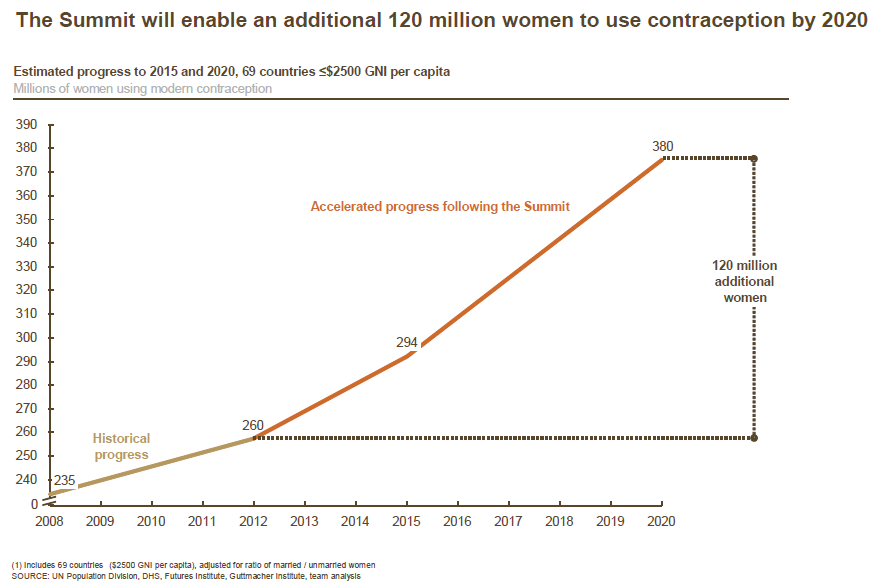 The Summit will enable an additional 120 million women to use contraception by 2020
Estimated progress to 2015 and 2020, 69 countries ≤$2500 GNI per capita
Millions of women using modern contraception
390
380
370
360
350
340
330
320
310
300
290
280
270
260
250
240
0
380
Accelerated progress following the Summit
120 million
additional
women
294
260
Historical
progress
235
2008 2009 2010 2011 2012 2013 2014 2015 2016 2017 2018 2019 2020
(1) Includes 69 countries ($2500 GNI per capita), adjusted for ratio of married / unmarried women
SOURCE: UN Population Division, DHS, Futures Institute, Guttmacher Institute, team analysis